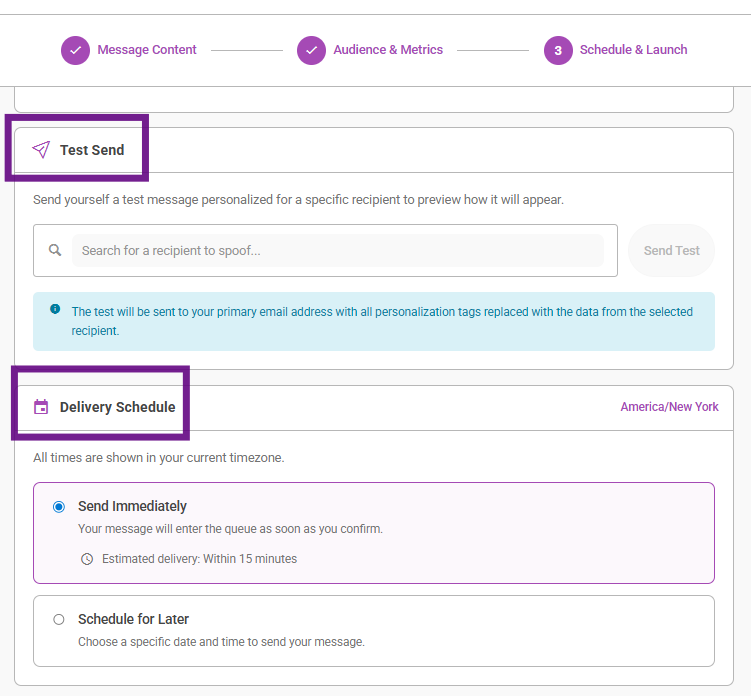 Message Content
Audience & Metrics
3
Schedule & Launch
Test Send
Send yourself a test message personalized for a specific recipient to preview how it will appear.
Search for a recipient to spoof...
Send Test
The test will be sent to your primary email address with all personalization tags replaced with the data from the selected
recipient.
Delivery Schedule
America/New York
All times are shown in your current timezone.
Send Immediately
Your message will enter the queue as soon as you confirm.
Estimated delivery: Within 15 minutes
Schedule for Later
Choose a specific date and time to send your message.